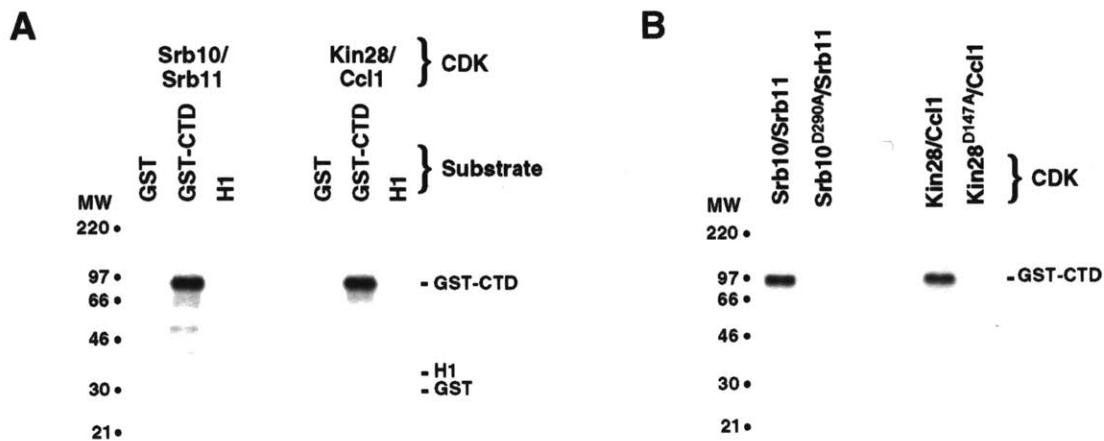 A
Srb10/
Srb11
Kin28/
Ccl1
} CDK
GST
GST-CTD
H1
GST
GST-CTD
H1
} Substrate
MW
220 •
97 •
66 •
46 •
30 •
21 •
- GST-CTD
- H1
- GST
B
Srb10/Srb11
Srb10D290A/Srb11
Kin28/Ccl1
Kin28D147A/Ccl1
} CDK
MW
220 •
97 •
66 •
46 •
30 •
21 •
-GST-CTD